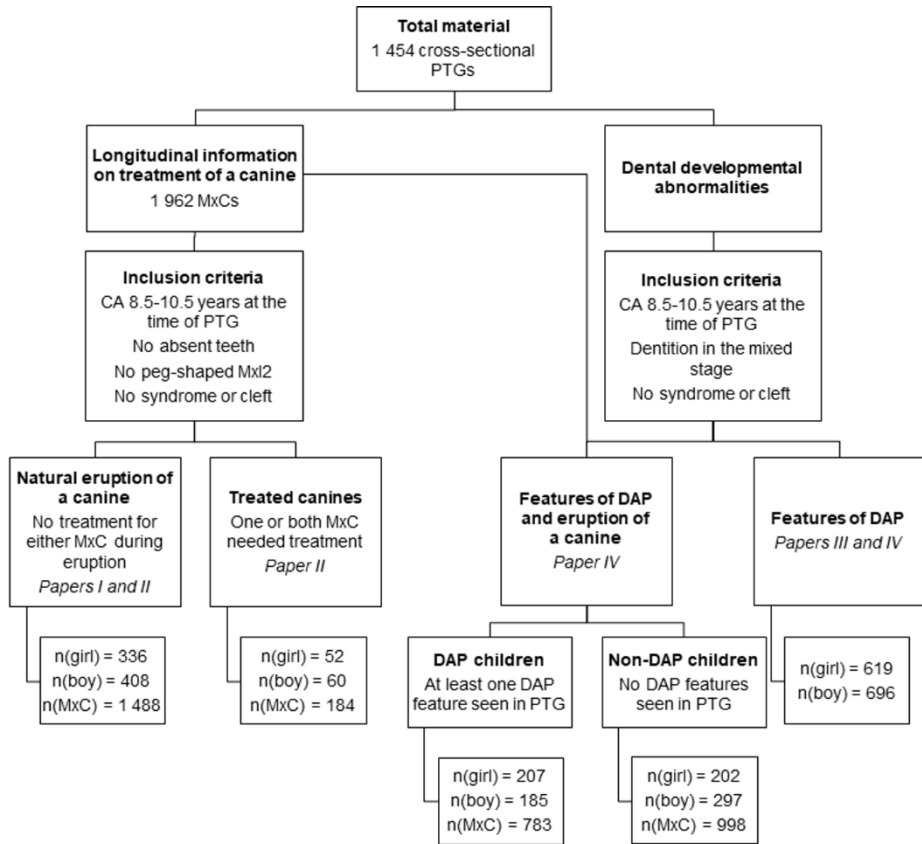 Total material
1 454 cross-sectional
PTGs
Longitudinal information
on treatment of a canine
1 962 MxCs
Dental developmental
abnormalities
Inclusion criteria
CA 8.5-10.5 years at the
time of PTG
No absent teeth
No peg-shaped MxI2
No syndrome or cleft
Inclusion criteria
CA 8.5-10.5 years at the
time of PTG
Dentition in the mixed
stage
No syndrome or cleft
Natural eruption of
a canine
No treatment for
either MxC during
eruption
Papers I and II
Treated canines
One or both MxC
needed treatment
Paper II
Features of DAP
and eruption of
a canine
Paper IV
Features of DAP
Papers III and IV
n(girl) = 336
n(boy) = 408
n(MxC) = 1 488
n(girl) = 52
n(boy) = 60
n(MxC) = 184
DAP children
At least one DAP
feature seen in PTG
Non-DAP children
No DAP features
seen in PTG
n(girl) = 619
n(boy) = 696
n(girl) = 207
n(boy) = 185
n(MxC) = 783
n(girl) = 202
n(boy) = 297
n(MxC) = 998